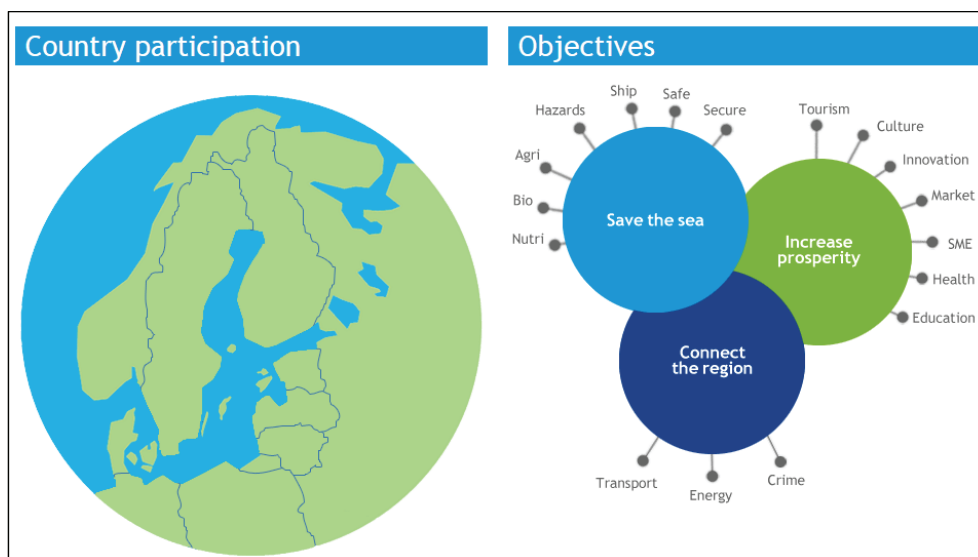 Country participation
Objectives
Ship
Safe
Hazards
Secure
Agri
Bio
Nutri
Save the sea
Tourism
Culture
Innovation
Market
SME
Health
Education
Increase
prosperity
Connect
the region
Transport
Energy
Crime